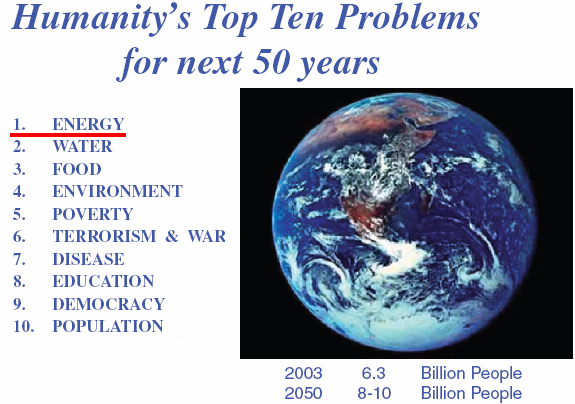 Humanity's Top Ten Problems
for next 50 years
1. ENERGY
2. WATER
3. FOOD
4. ENVIRONMENT
5. POVERTY
6. TERRORISM & WAR
7. DISEASE
8. EDUCATION
9. DEMOCRACY
10. POPULATION
2003 6.3 Billion People
2050 8-10 Billion People